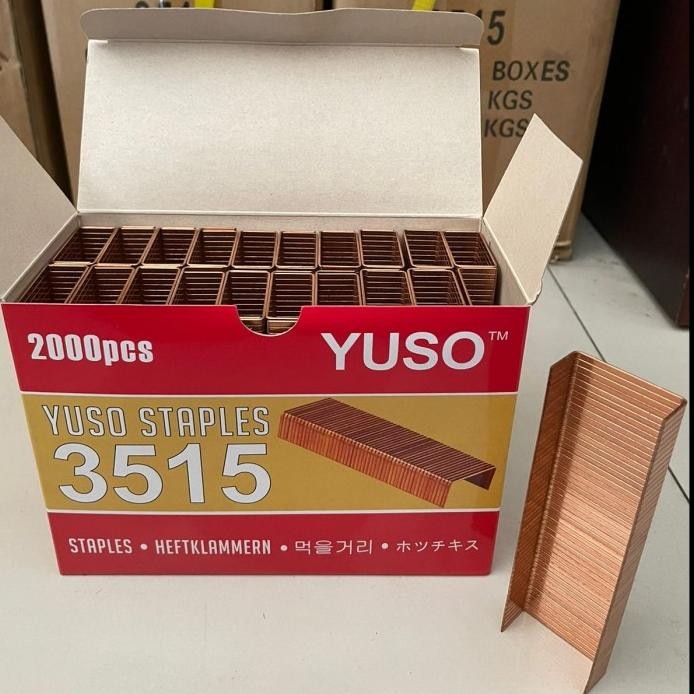 15
BOXES
KGS
KGS
2000pcs
YUSO™
YUSO STAPLES
3515
STAPLES • HEFTKLAMMERN • 먹을거리 • ホッチキス